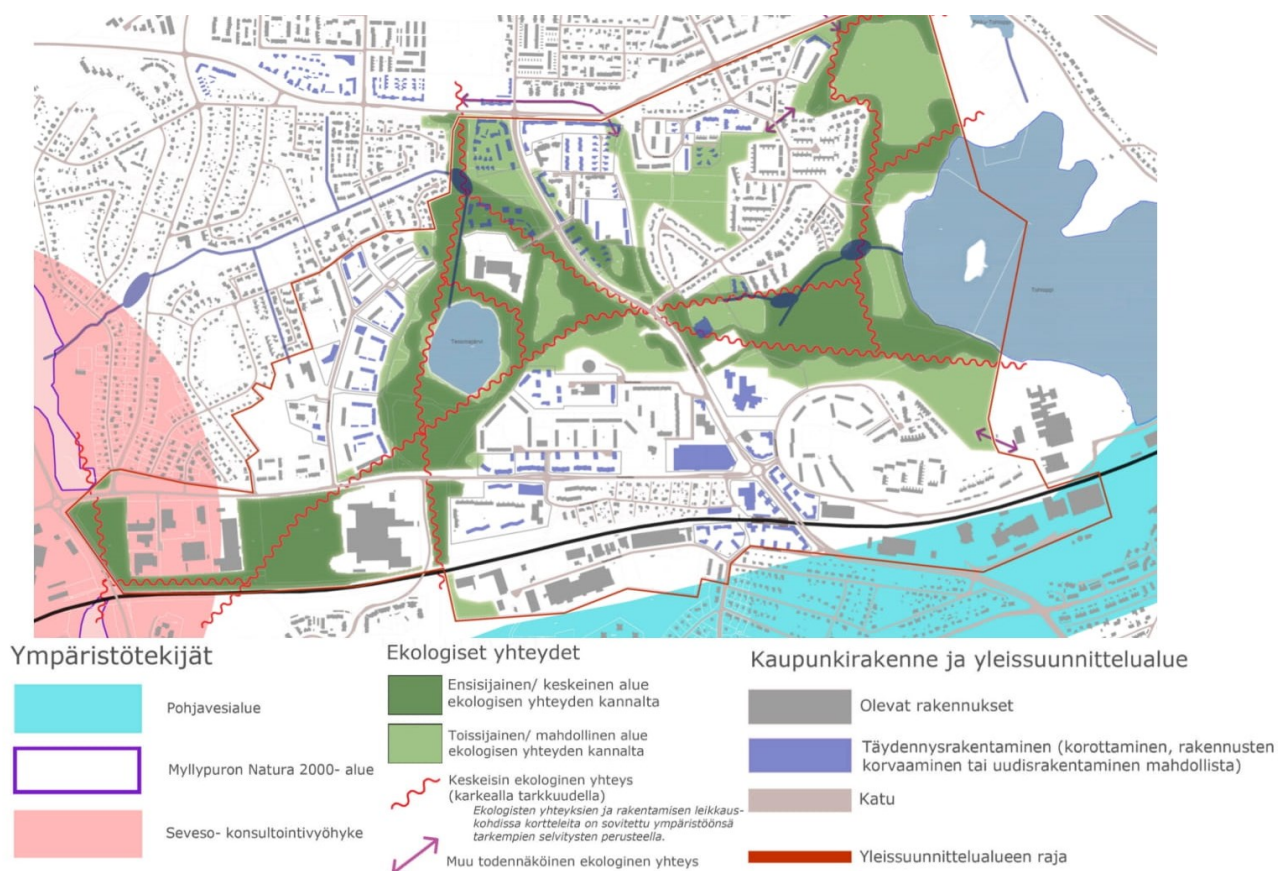 Tohloppi
Tesomajärvi
Ympäristötekijät
Pohjavesialue
Myllypuron Natura 2000- alue
Seveso- konsultointivyöhyke
Ekologiset yhteydet
Ensisijainen/ keskeinen alue
ekologisen yhteyden kannalta
Toissijainen/ mahdollinen alue
ekologisen yhteyden kannalta
Keskeisin ekologinen yhteys
(karkealla tarkkuudella)
Ekologisten yhteyksien ja rakentamisen leikkaus-
kohdissa kortteleita on sovitettu ympäristöönsä
tarkempien selvitysten perusteella.
Muu todennäköinen ekologinen yhteys
Kaupunkirakenne ja yleissuunnittelualue
Olevat rakennukset
Täydennysrakentaminen (korottaminen, rakennusten
korvaaminen tai uudisrakentaminen mahdollista)
Katu
Yleissuunnittelualueen raja